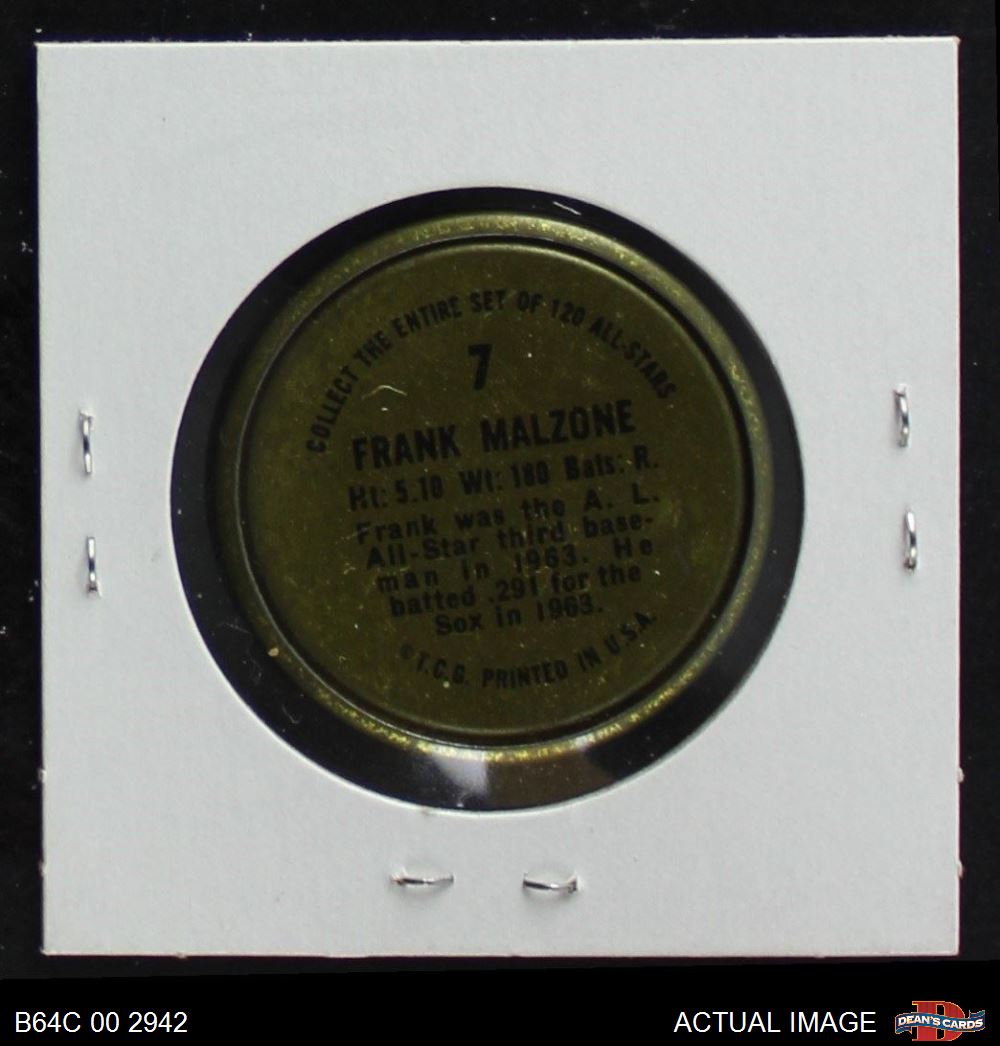 COLLECT THE ENTIRE SET OF 120 ALL-STARS
7
FRANK MALZONE
Ht: 5.10 Wt: 180 Bats: R.
Frank was the A. L.
All-Star third base-
man in 1963. He
batted .291 for the
Sox in 1963.
©T.C.G. PRINTED IN U.S.A.
B64C 00 2942
ACTUAL IMAGE
DEAN'S CARDS